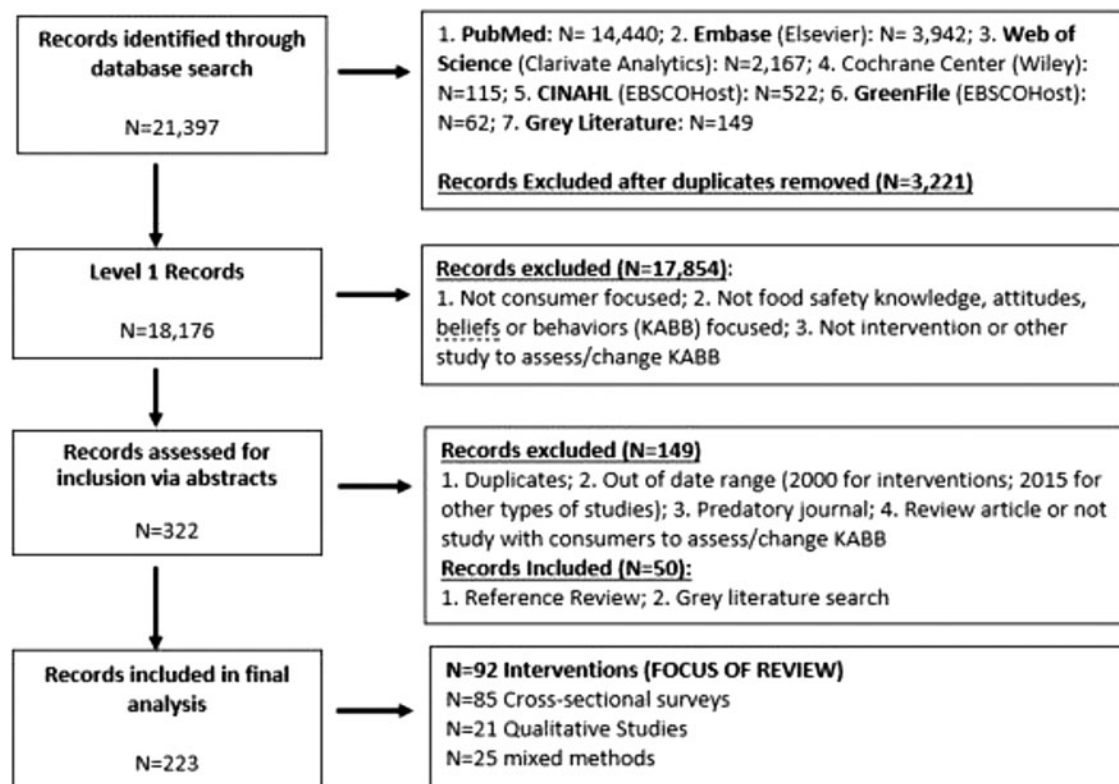 Records identified through
database search
N=21,397
1. PubMed: N= 14,440; 2. Embase (Elsevier): N= 3,942; 3. Web of
Science (Clarivate Analytics): N=2,167; 4. Cochrane Center (Wiley):
N=115; 5. CINAHL (EBSCOHost): N=522; 6. GreenFile (EBSCOHost):
N=62; 7. Grey Literature: N=149
Records Excluded after duplicates removed (N=3,221)
Level 1 Records
N=18,176
Records excluded (N=17,854):
1. Not consumer focused; 2. Not food safety knowledge, attitudes,
beliefs or behaviors (KABB) focused; 3. Not intervention or other
study to assess/change KABB
Records assessed for
inclusion via abstracts
N=322
Records excluded (N=149)
1. Duplicates; 2. Out of date range (2000 for interventions; 2015 for
other types of studies); 3. Predatory journal; 4. Review article or not
study with consumers to assess/change KABB
Records Included (N=50):
1. Reference Review; 2. Grey literature search
Records included in final
analysis
N=223
N=92 Interventions (FOCUS OF REVIEW)
N=85 Cross-sectional surveys
N=21 Qualitative Studies
N=25 mixed methods